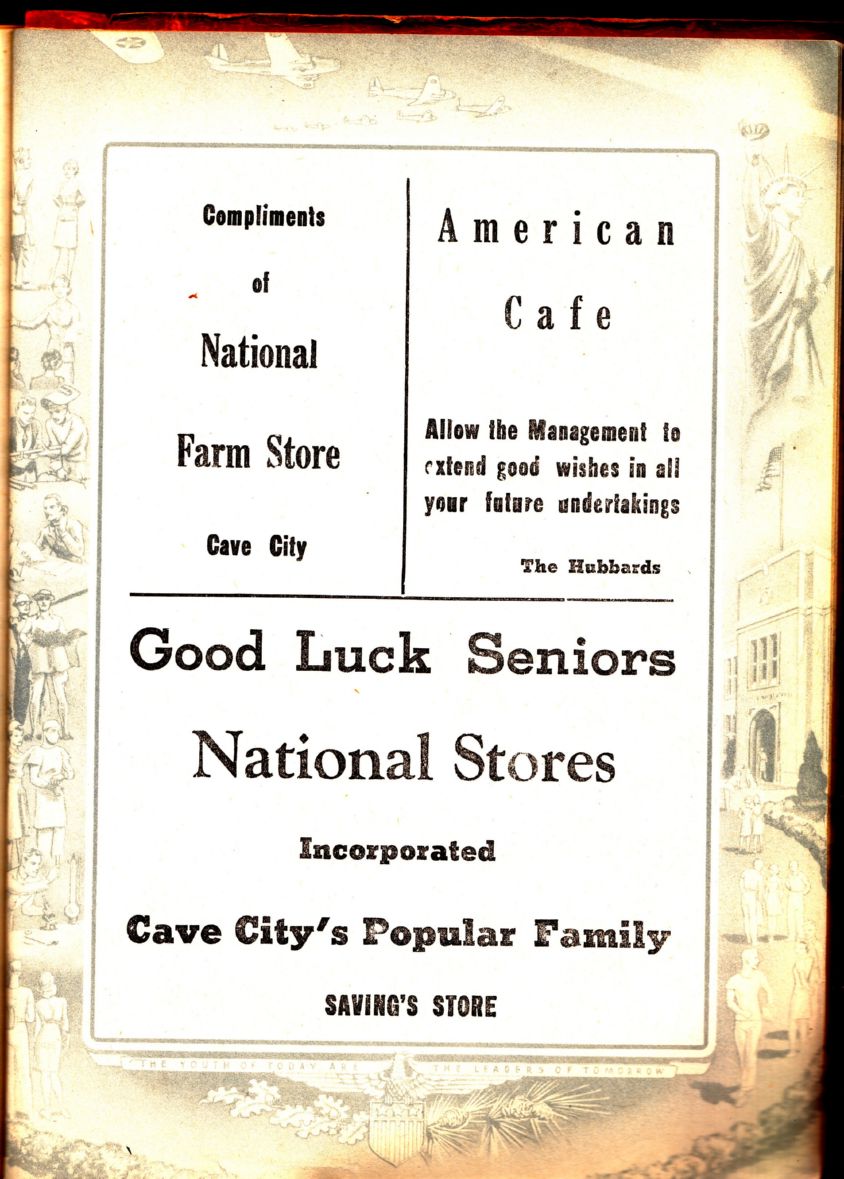 Compliments
of
National
Farm Store
Cave City
American
Cafe
Allow the Management to
extend good wishes in all
your future undertakings
The Hubbards
Good Luck Seniors
National Stores
Incorporated
Cave City's Popular Family
SAVING'S STORE
THE YOUTH OF TODAY ARE THE LEADERS OF TOMORROW